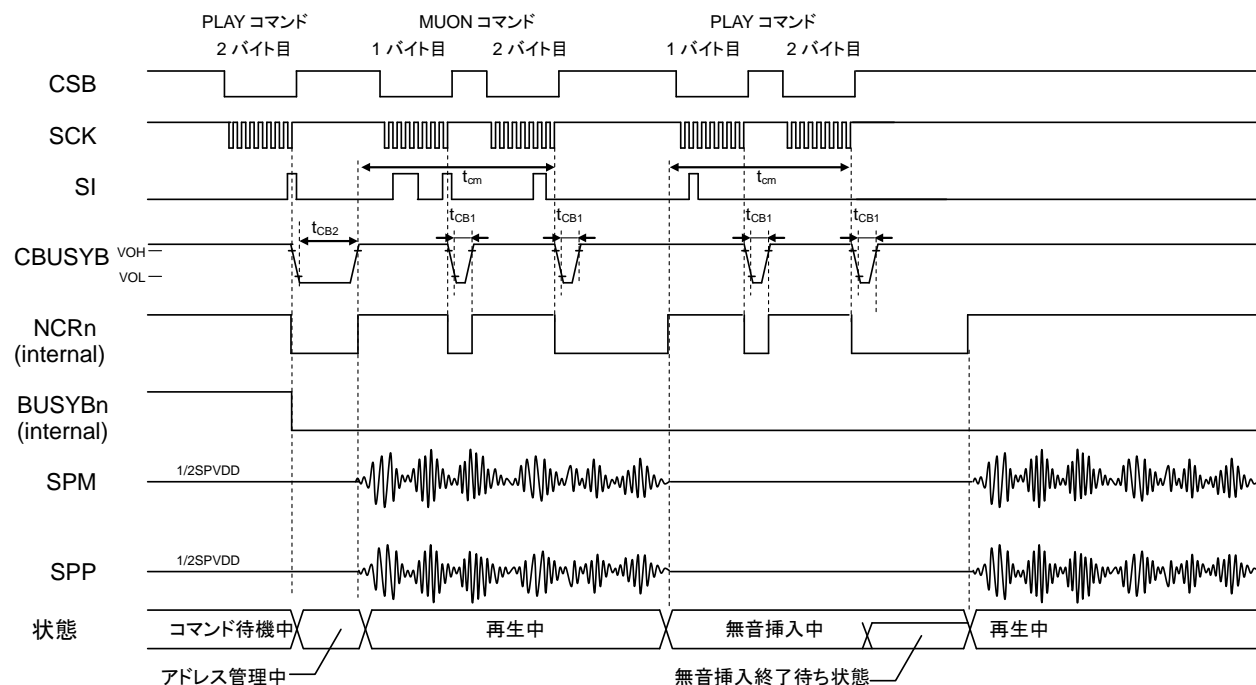 PLAY コマンド MUON コマンド PLAY コマンド
2 バイト目 1 バイト目 2 バイト目 1 バイト目 2 バイト目
CSB
SCK
SI
tcm tcm
tCB2 tCB1 tCB1 tCB1 tCB1
CBUSYB
VOH
VOL
NCRn
(internal)
BUSYBn
(internal)
SPM
1/2SPVDD
SPP
1/2SPVDD
状態
コマンド待機中 再生中 無音挿入中 再生中
アドレス管理中 無音挿入終了待ち状態